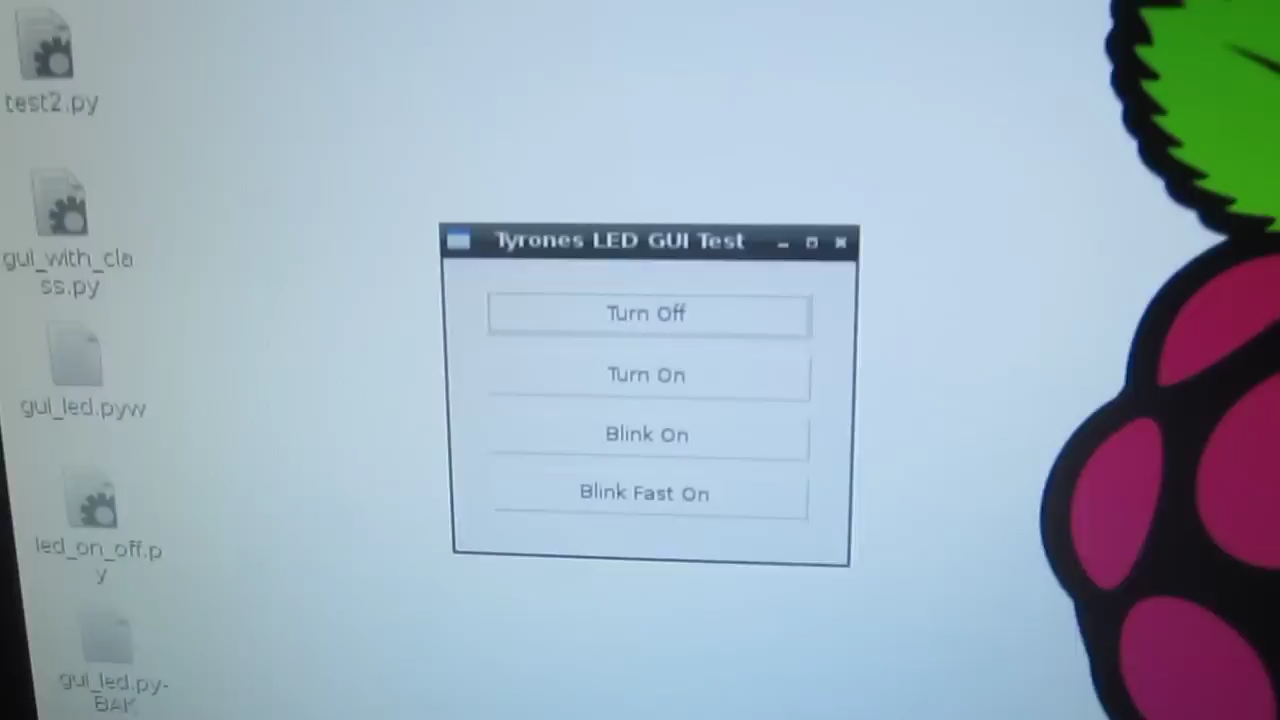 test2.py
gui_with_cla
ss.py
gui_led.pyw
led_on_off.p
y
gui_led.py-
BAK
Tyrones LED GUI Test
Turn Off
Turn On
Blink On
Blink Fast On